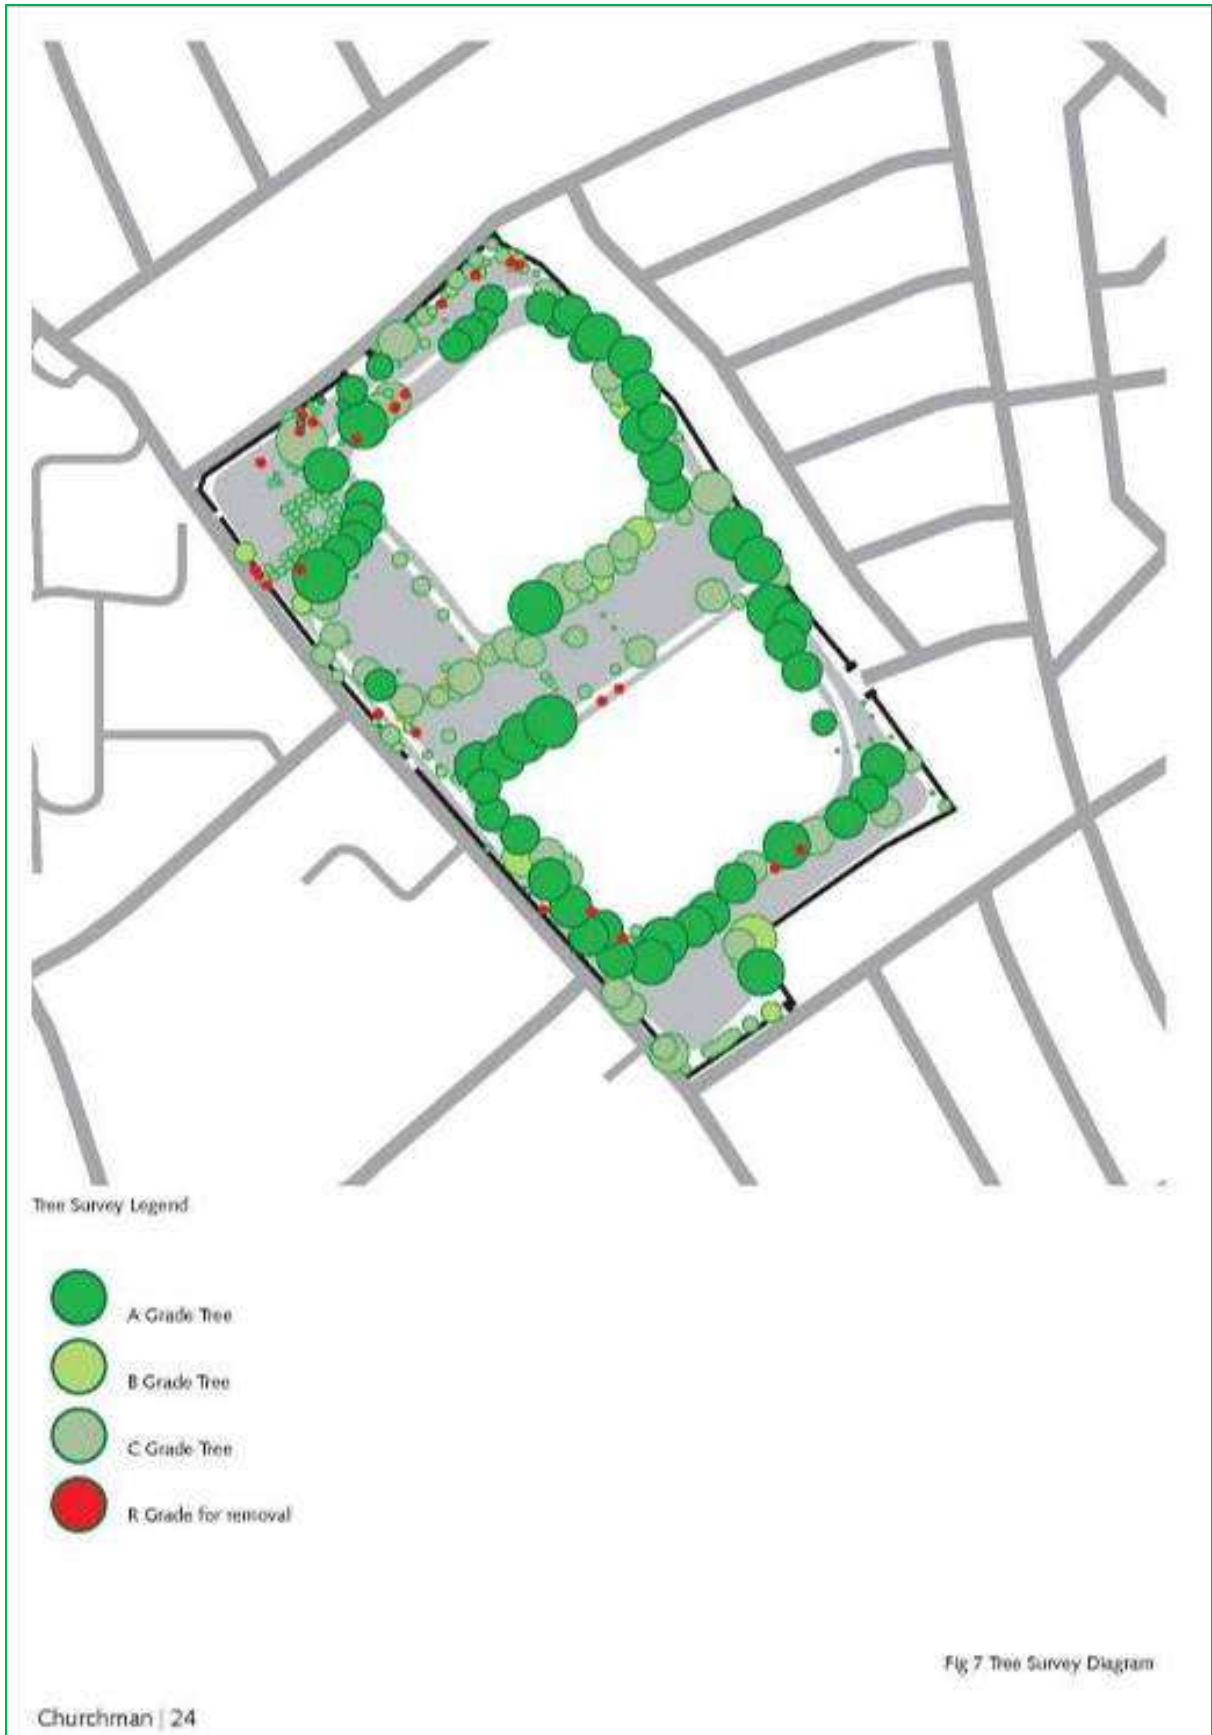 Tree Survey Legend
A Grade Tree
B Grade Tree
C Grade Tree
R Grade for removal
Fig 7 Tree Survey Diagram
Churchman | 24